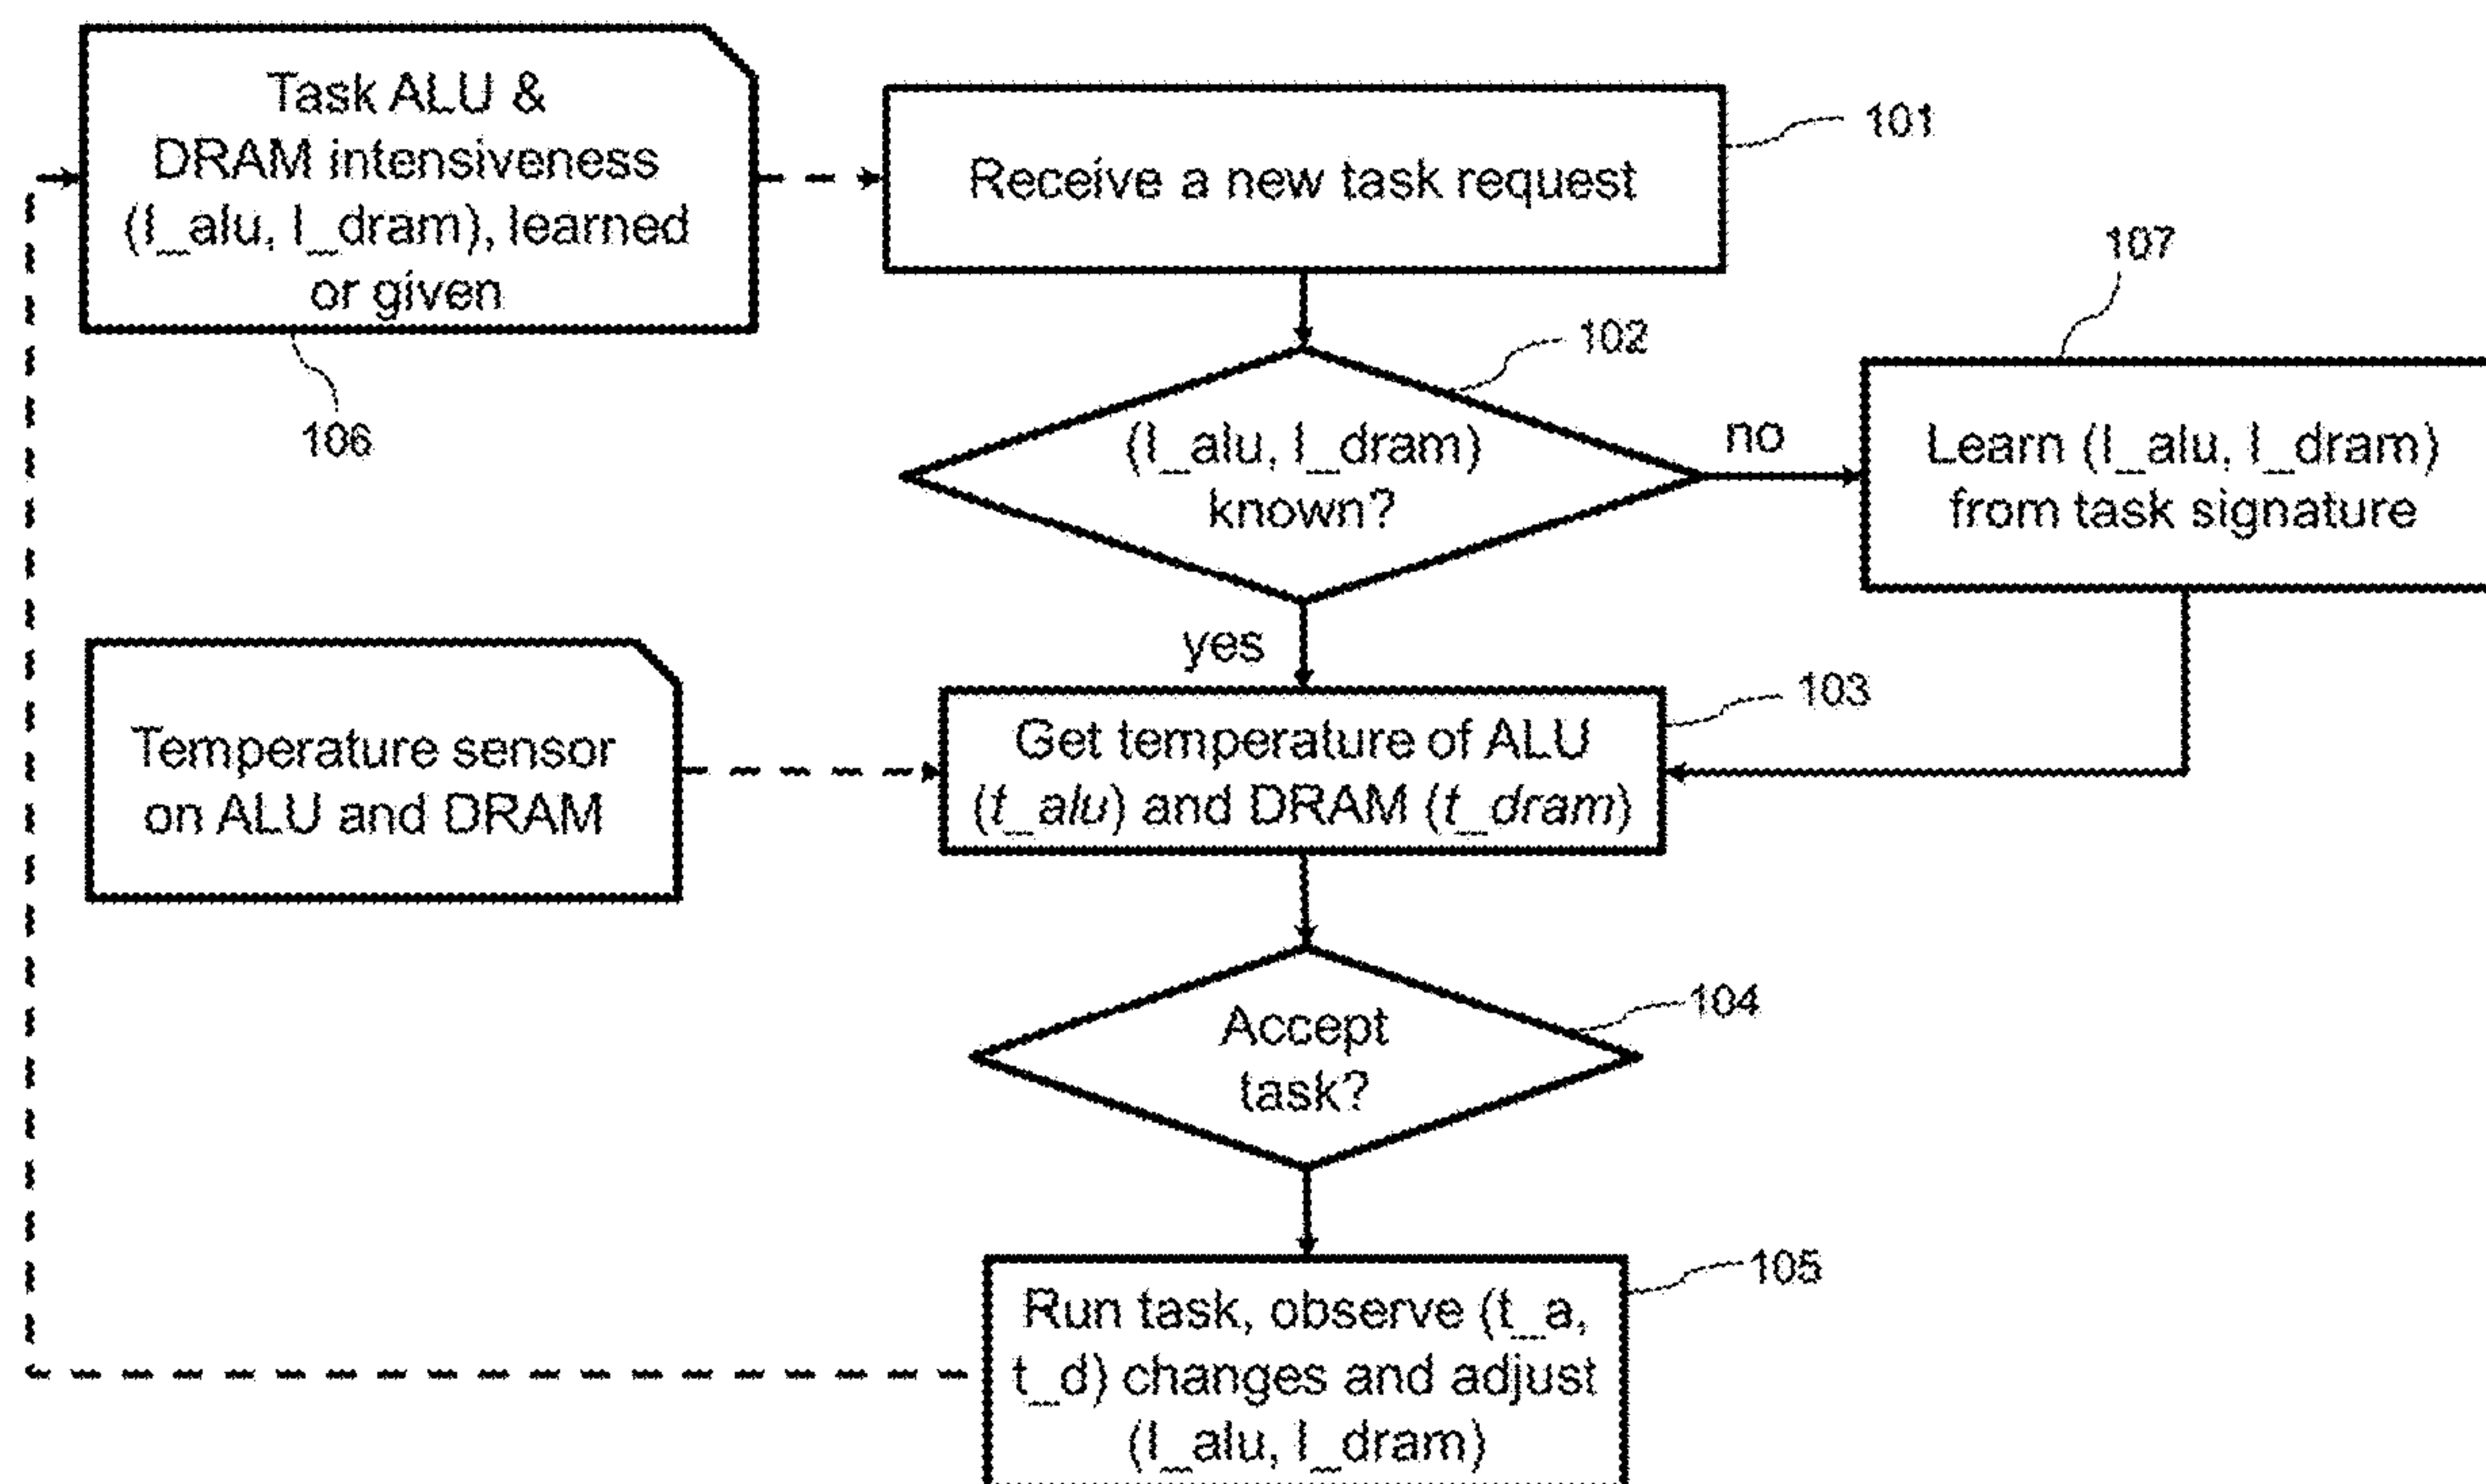 Task ALU &
DRAM intensiveness
(I_alu, I_dram), learned
or given
106
Receive a new task request
101
(I_alu, I_dram)
known?
102
no
107
Learn (I_alu, I_dram)
from task signature
yes
Temperature sensor
on ALU and DRAM
Get temperature of ALU
(t_alu) and DRAM (t_dram)
103
Accept
task?
104
Run task, observe (t_a,
t_d) changes and adjust
(I_alu, I_dram)
105